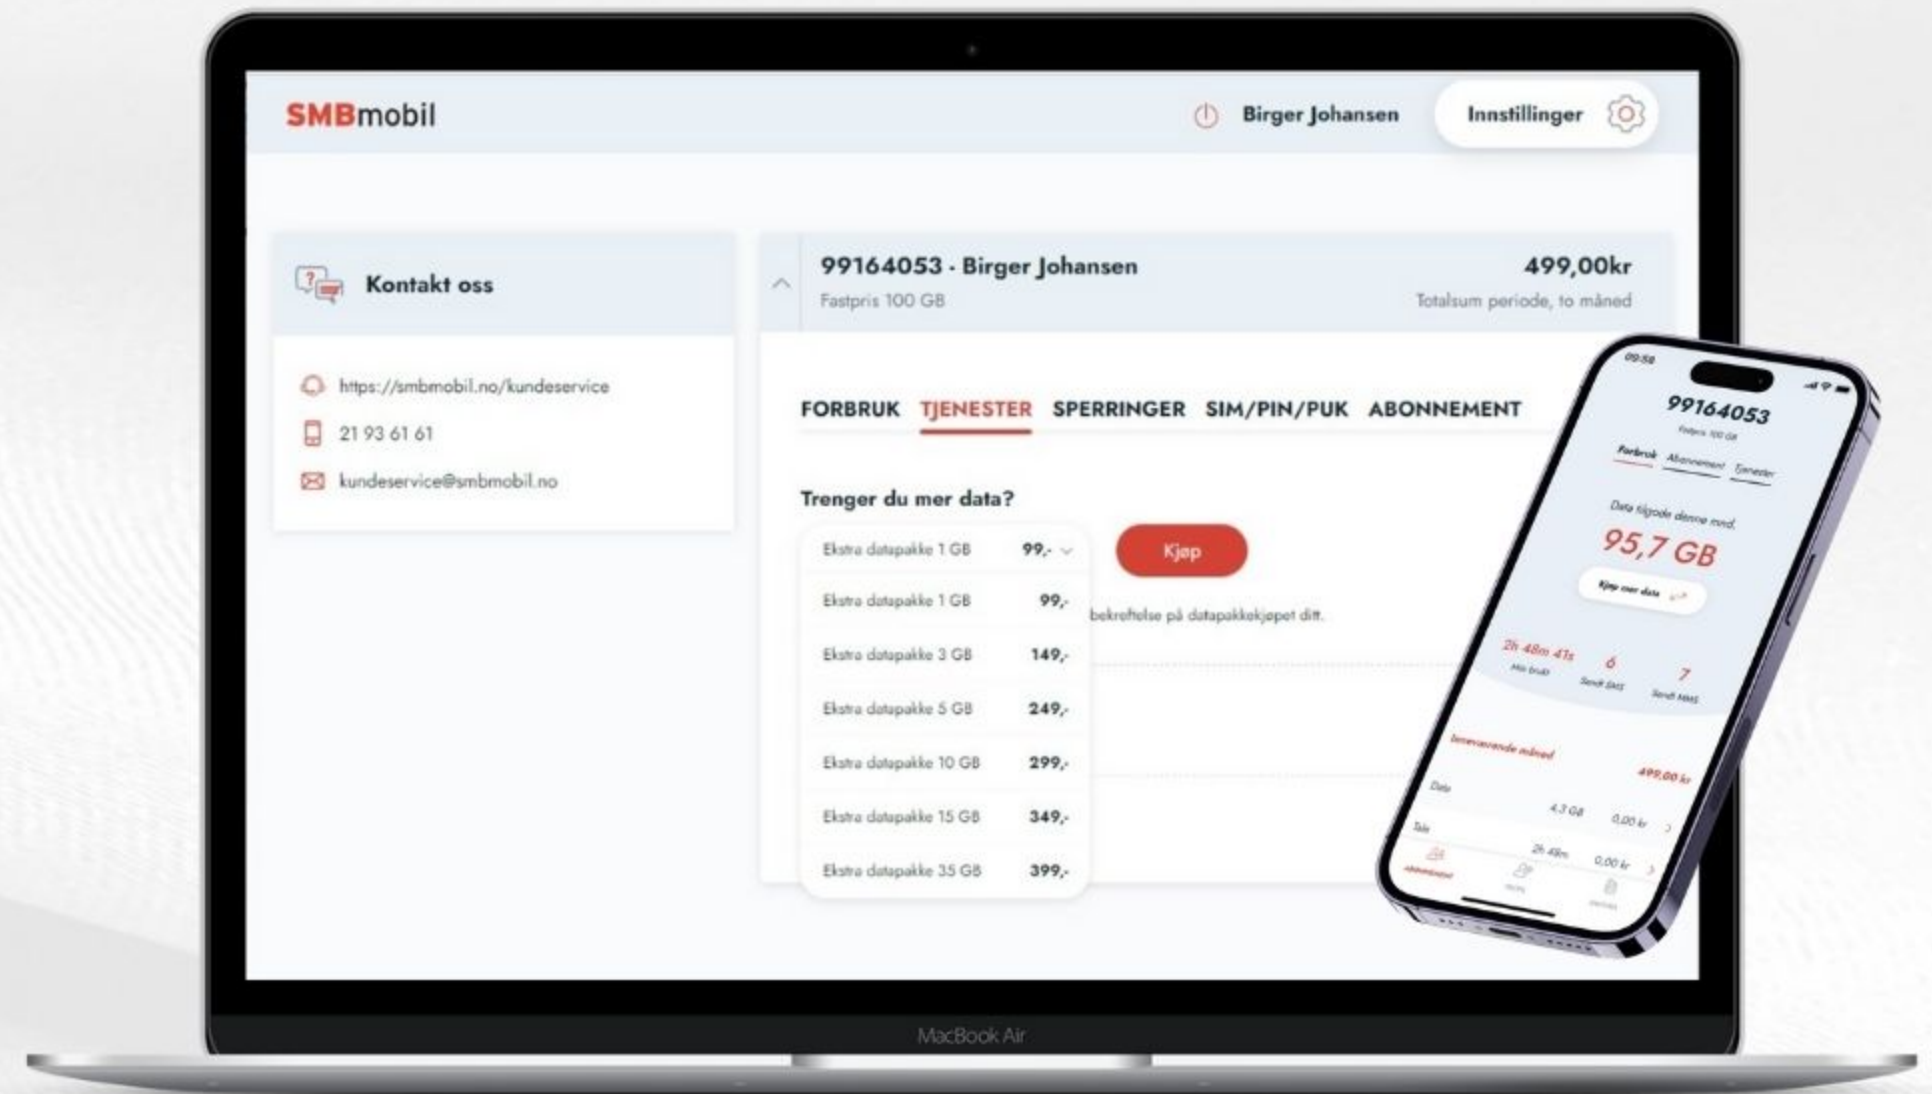 SMBmobil
Birger Johansen
Innstillinger
Kontakt oss
https://smbmobil.no/kundeservice
21 93 61 61
kundeservice@smbmobil.no
99164053 - Birger Johansen
499,00kr
Fastpris 100 GB
Totalsum periode, to måned
FORBRUK TJENESTER SPERRINGER SIM/PIN/PUK ABONNEMENT
Trenger du mer data?
Ekstra datapakke 1 GB 99,-
Kjøp
Ekstra datapakke 1 GB 99,-
bekreftelse på datapakkekjøpet ditt.
Ekstra datapakke 3 GB 149,-
Ekstra datapakke 5 GB 249,-
Ekstra datapakke 10 GB 299,-
Ekstra datapakke 15 GB 349,-
Ekstra datapakke 35 GB 399,-
09:58
99164053
Fastpris 100 GB
Forbruk Abonnement Tjenester
Data tilgode denne mnd.
95,7 GB
Kjøp mer data
2h 48m 41s 6 7
Min brukt Sendt SMS Sendt MMS
Inneværende måned 499,00 kr
Data 4,3 GB 0,00 kr
Tale 2h 48m 0,00 kr
ABONNEMENT
MacBook Air